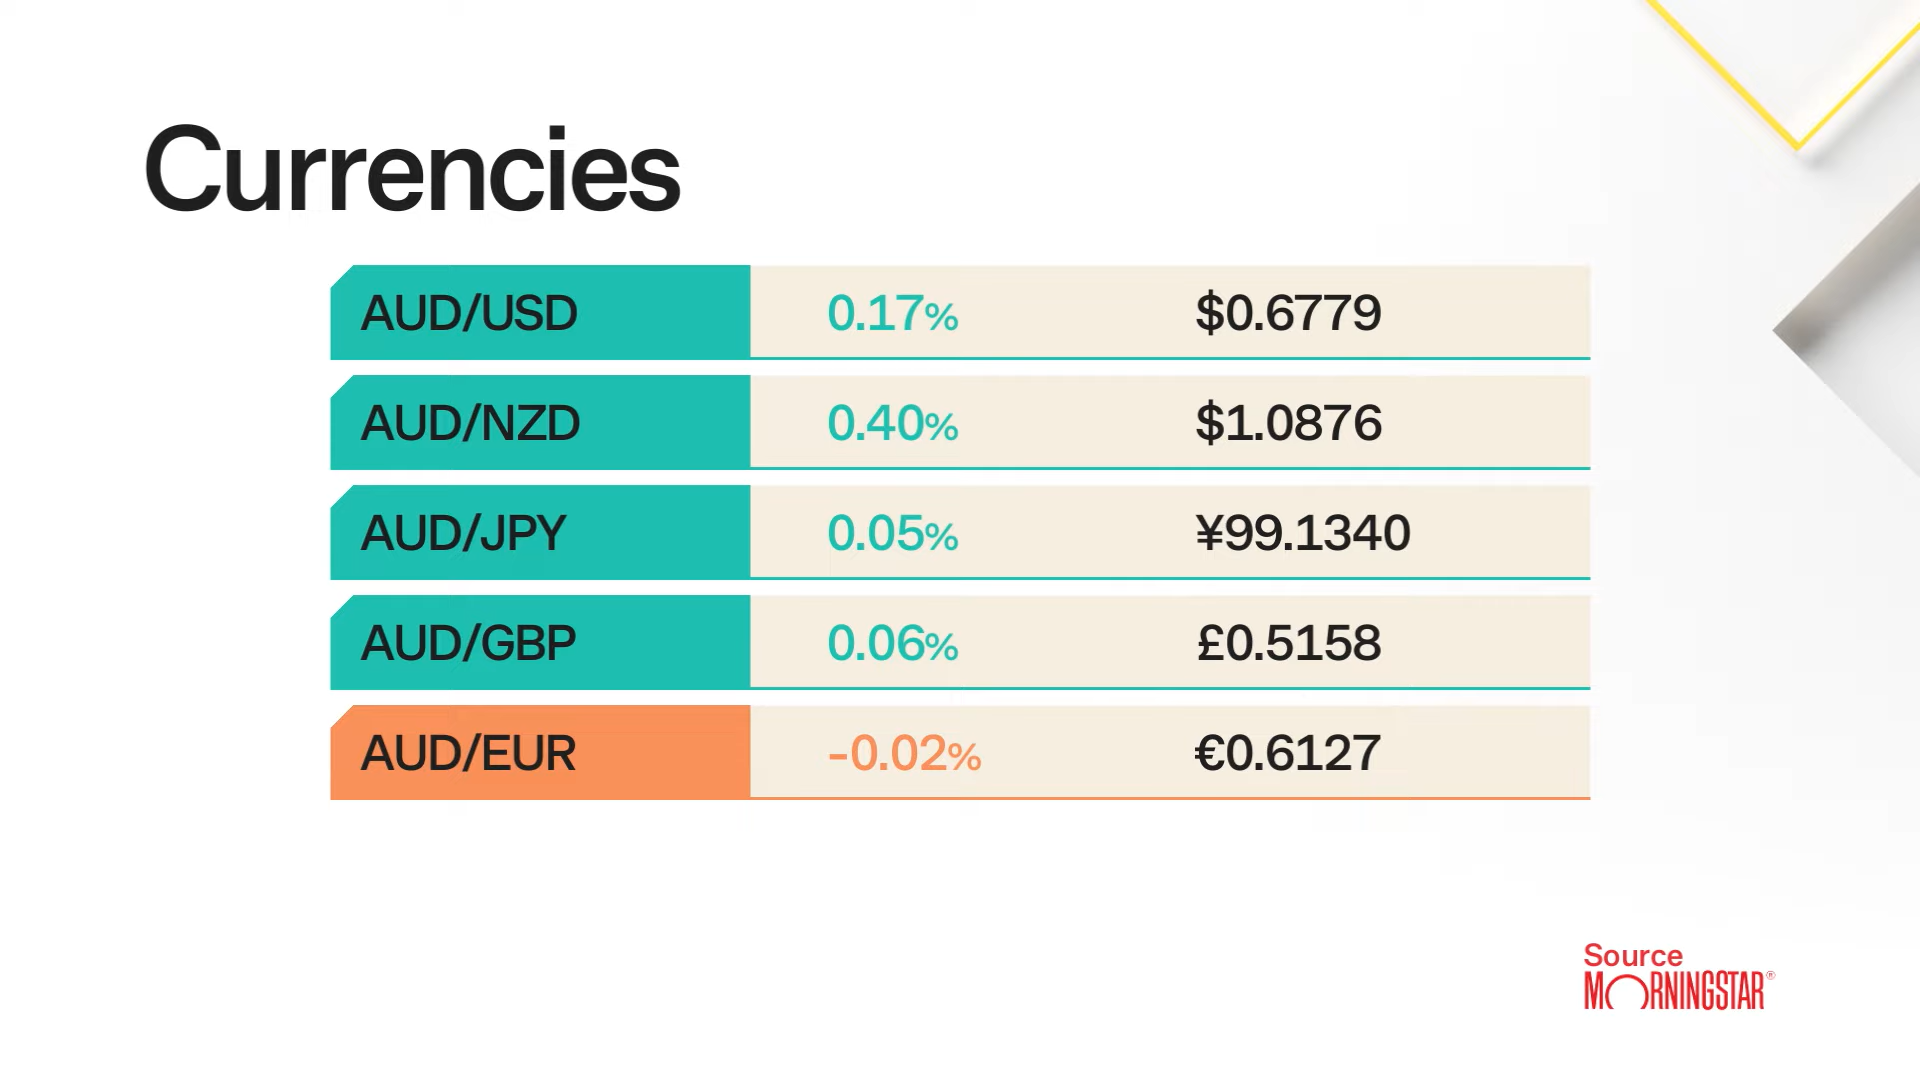 Currencies
AUD/USD 0.17% $0.6779
AUD/NZD 0.40% $1.0876
AUD/JPY 0.05% ¥99.1340
AUD/GBP 0.06% £0.5158
AUD/EUR -0.02% €0.6127
Source
MORNINGSTAR®